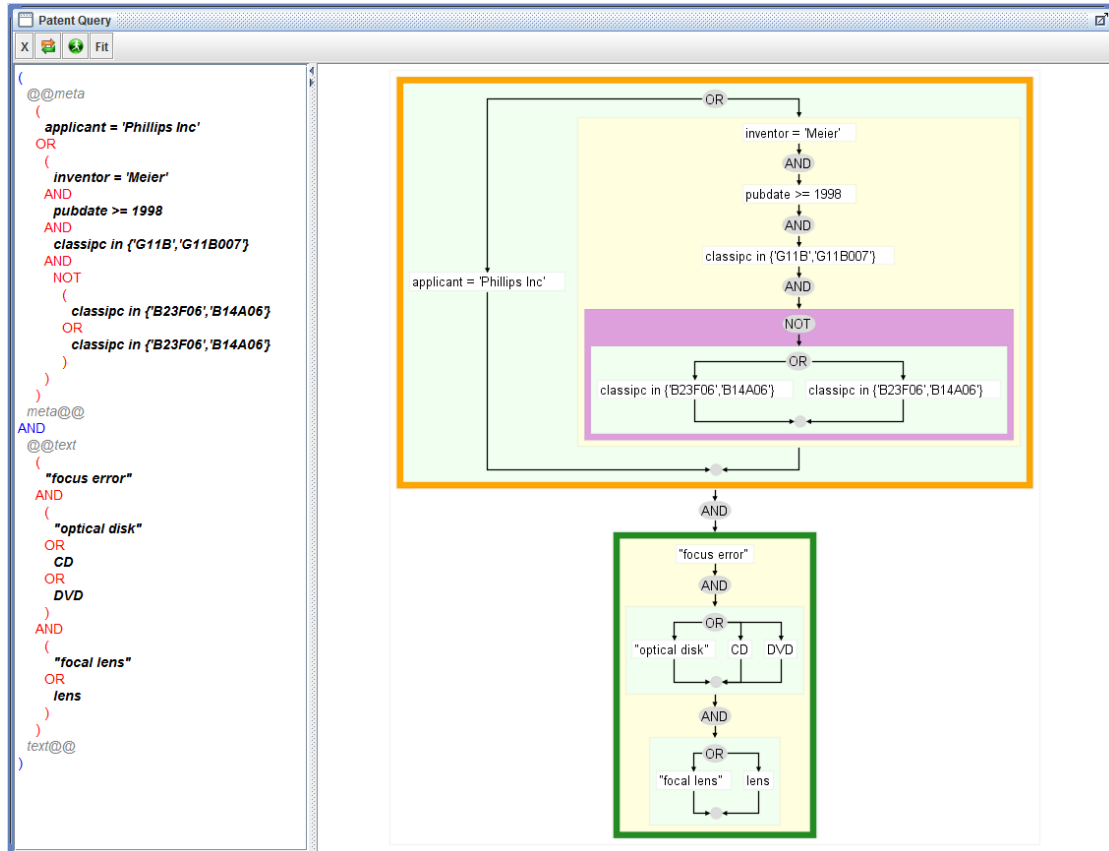 Patent Query
X
Fit
(
@@meta
(
applicant = 'Phillips Inc'
OR
(
inventor = 'Meier'
AND
pubdate >= 1998
AND
classipc in {'G11B','G11B007'}
AND
NOT
(
classipc in {'B23F06','B14A06'}
OR
classipc in {'B23F06','B14A06'}
)
)
)
meta@@
AND
@@text
(
"focus error"
AND
(
"optical disk"
OR
CD
OR
DVD
)
AND
(
"focal lens"
OR
lens
)
)
text@@
)
OR
inventor = 'Meier'
AND
pubdate >= 1998
AND
classipc in {'G11B','G11B007'}
applicant = 'Phillips Inc'
AND
NOT
OR
classipc in {'B23F06','B14A06'} classipc in {'B23F06','B14A06'}
AND
"focus error"
AND
OR
"optical disk" CD DVD
AND
OR
"focal lens" lens